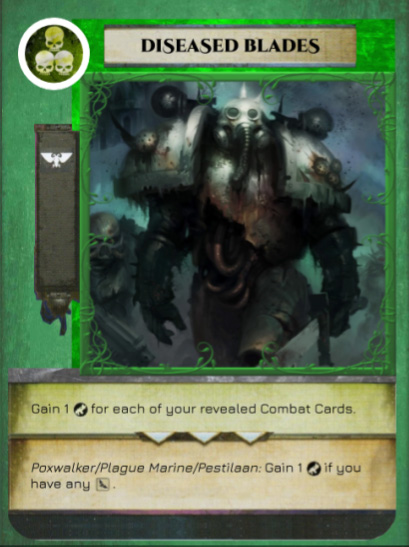 DISEASED BLADES
Gain 1 for each of your revealed Combat Cards.
Poxwalker/Plague Marine/Pestilaan: Gain 1 if you
have any .